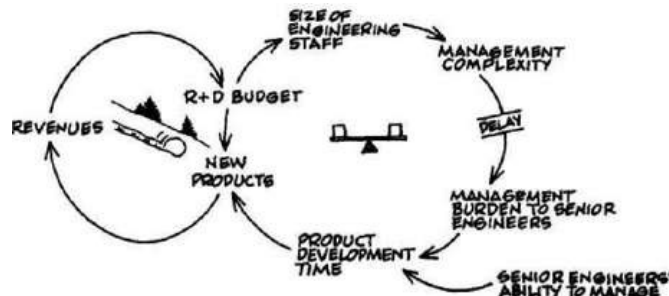 SIZE OF
ENGINEERING
STAFF
MANAGEMENT
COMPLEXITY
R+D BUDGET
REVENUES
DELAY
NEW
PRODUCTS
MANAGEMENT
BURDEN TO SENIOR
ENGINEERS
PRODUCT
DEVELOPMENT
TIME
SENIOR ENGINEERS'
ABILITY TO MANAGE